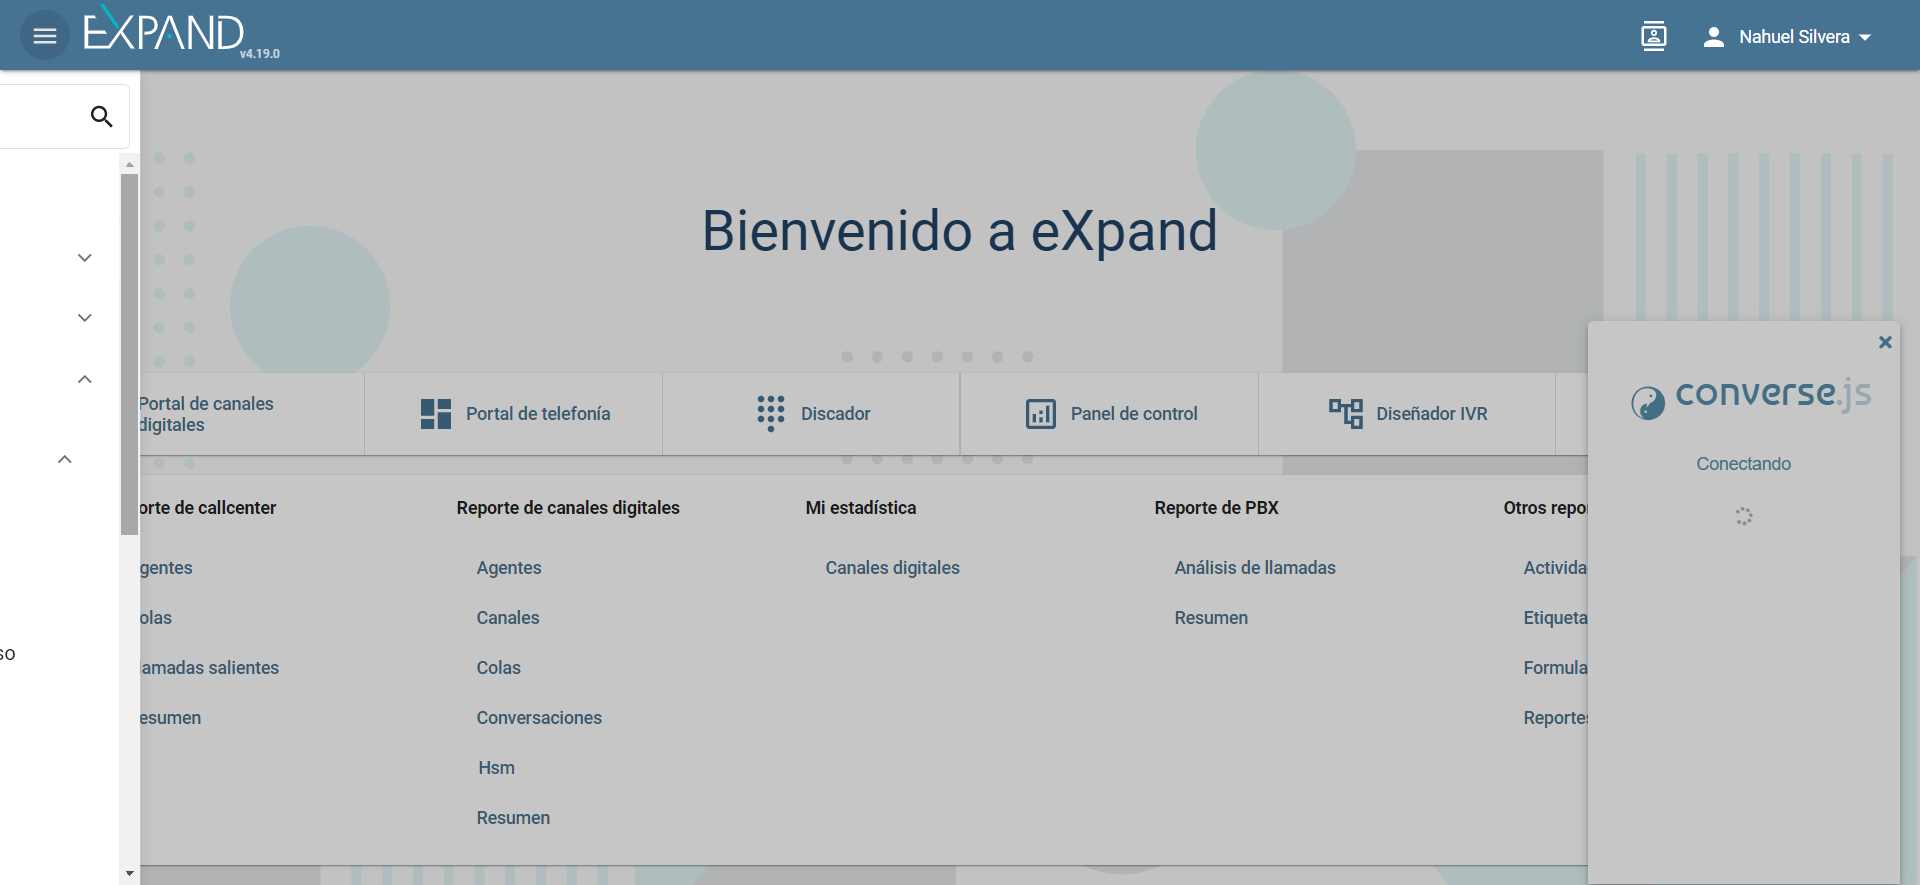 EXPAND
v4.19.0
Nahuel Silvera
so
Bienvenido a eXpand
Portal de canales
digitales
Portal de telefonía
Discador
Panel de control
Diseñador IVR
converse.js
Conectando
orte de callcenter
gentes
olas
lamadas salientes
esumen
Reporte de canales digitales
Agentes
Canales
Colas
Conversaciones
Hsm
Resumen
Mi estadística
Canales digitales
Reporte de PBX
Análisis de llamadas
Resumen
Otros repo
Activida
Etiqueta
Formula
Reportes